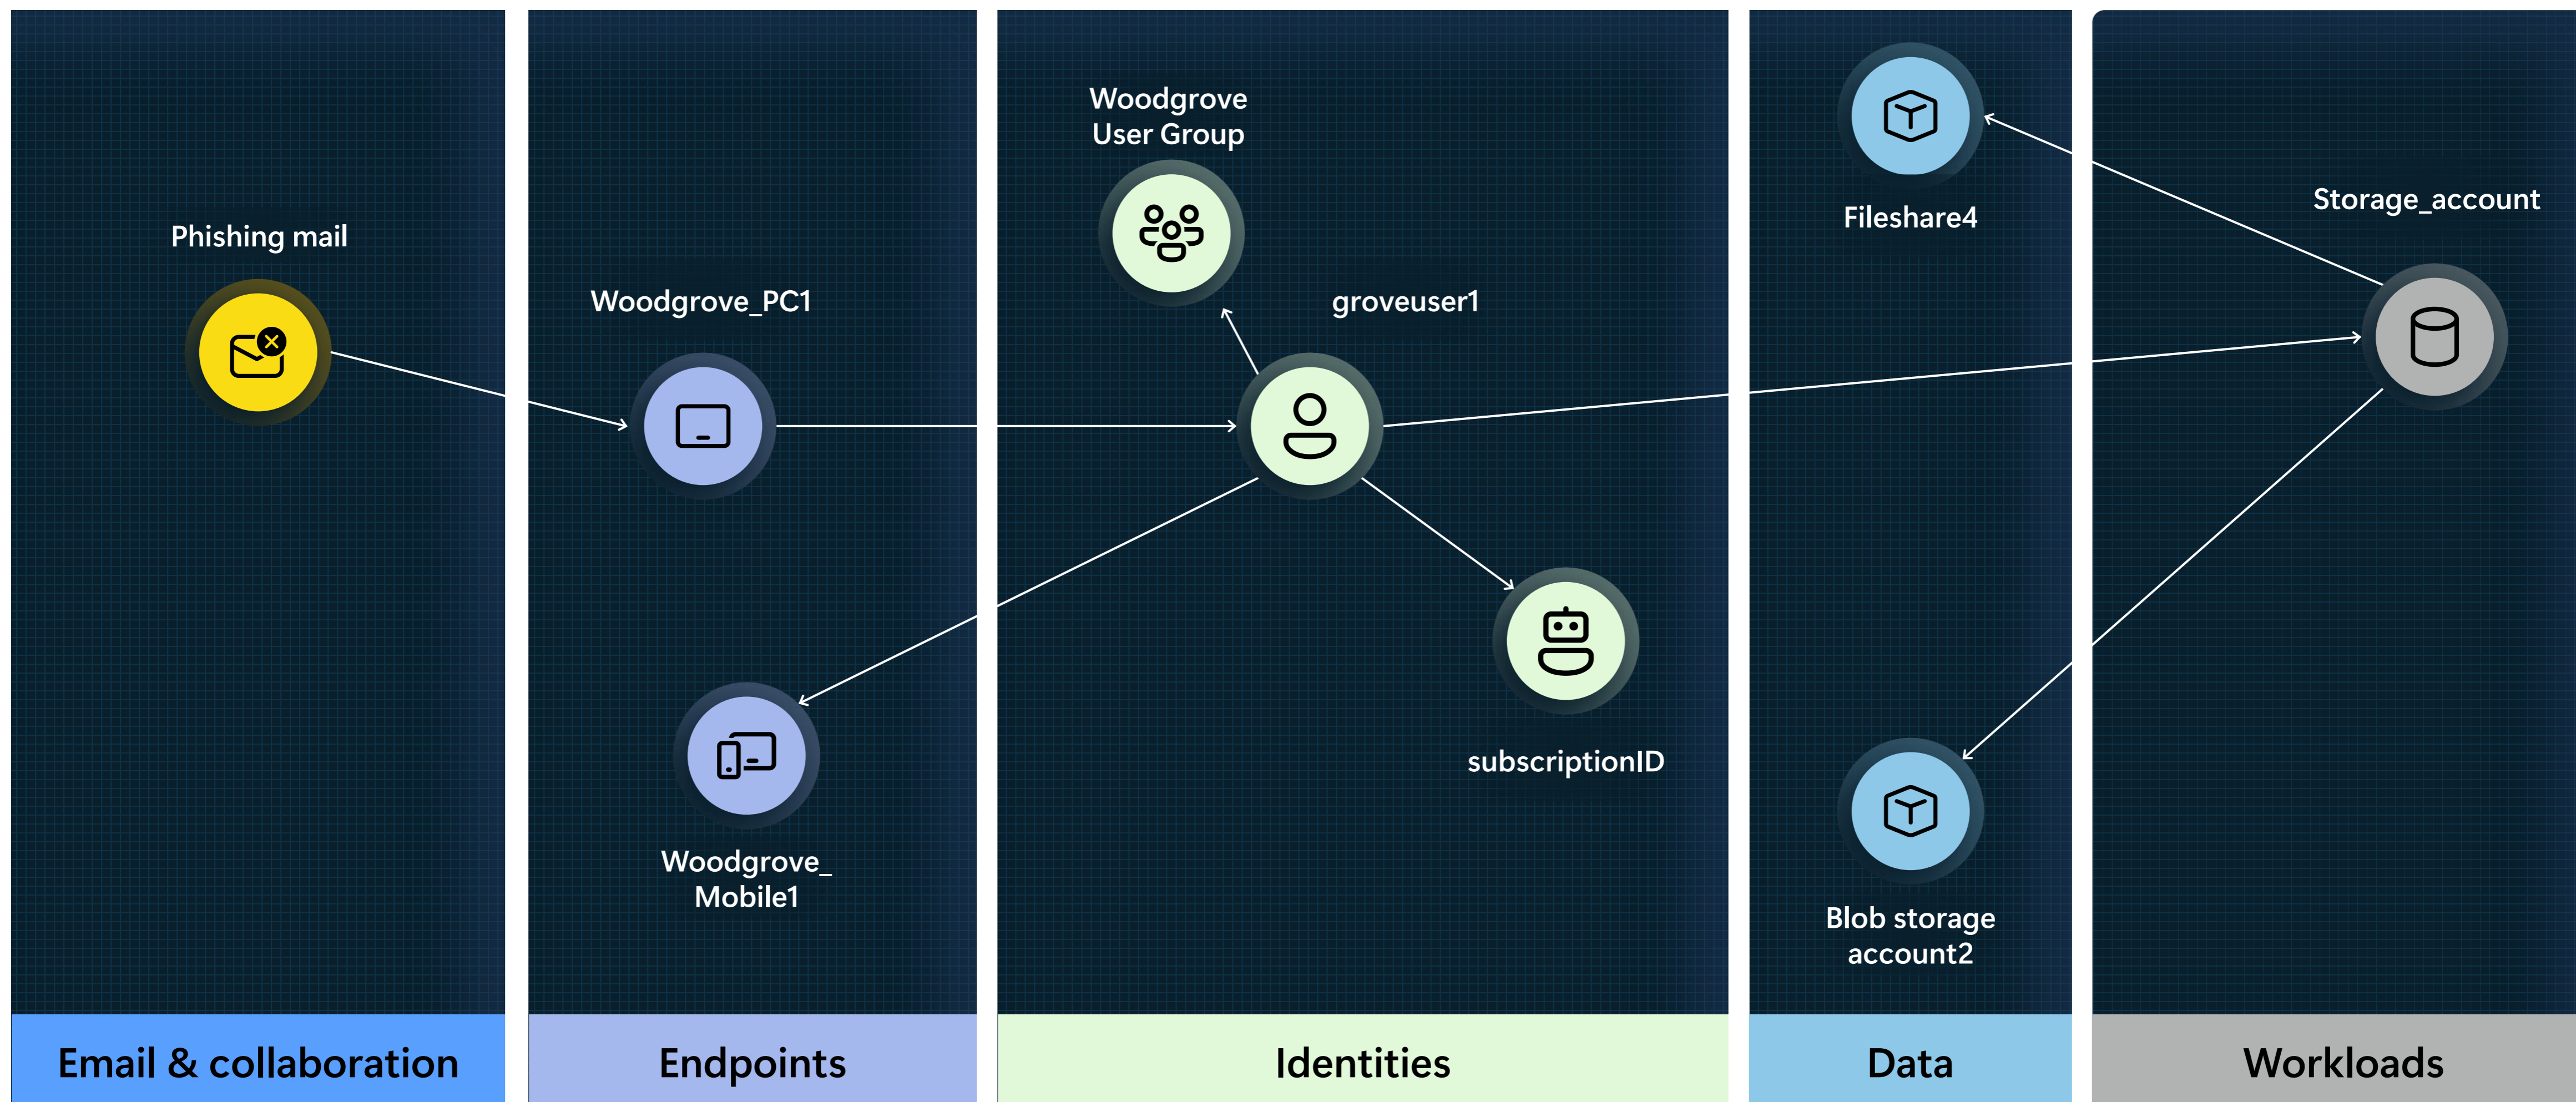 Phishing mail
Woodgrove_PC1
Woodgrove_
Mobile1
Woodgrove
User Group
groveuser1
subscriptionID
Fileshare4
Blob storage
account2
Storage_account
Email & collaboration
Endpoints
Identities
Data
Workloads